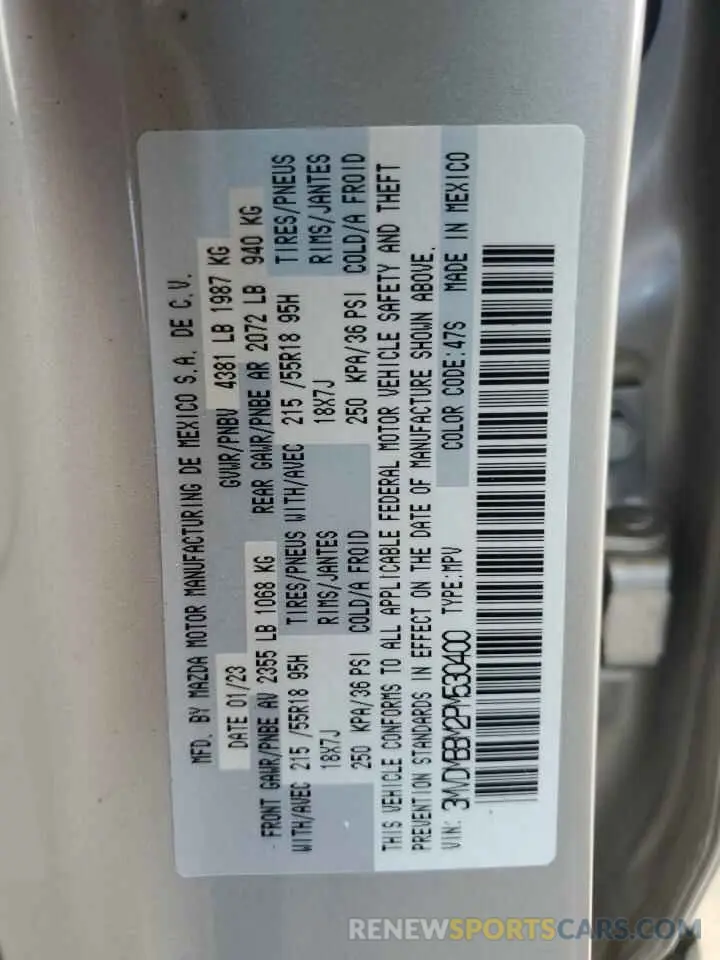 MFD. BY MAZDA MOTOR MANUFACTURING DE MEXICO S.A. DE C.V.
DATE 01/23 GVWR/PNBV 4381 LB 1987 KG
FRONT GAWR/PNBE AV 2355 LB 1068 KG REAR GAWR/PNBE AR 2072 LB 940 KG
WITH/AVEC 215 /55R18 95H TIRES/PNEUS WITH/AVEC 215 /55R18 95H TIRES/PNEUS
18X7J RIMS/JANTES 18X7J RIMS/JANTES
250 KPA/36 PSI COLD/A FROID 250 KPA/36 PSI COLD/A FROID
THIS VEHICLE CONFORMS TO ALL APPLICABLE FEDERAL MOTOR VEHICLE SAFETY AND THEFT
PREVENTION STANDARDS IN EFFECT ON THE DATE OF MANUFACTURE SHOWN ABOVE.
VIN: 3MVDMBBM2PM530400 TYPE:MPV COLOR CODE:47S MADE IN MEXICO
RENEWSPORTSCARS.COM